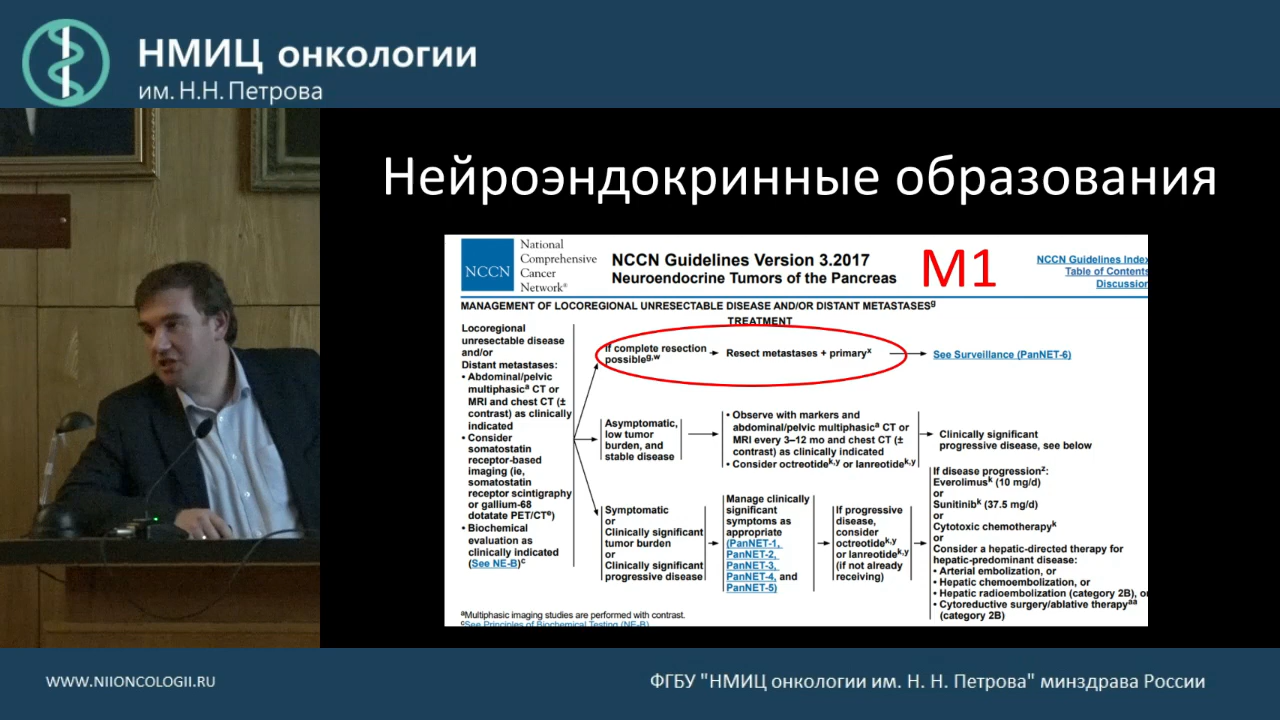 НМИЦ онкологии
им. Н.Н. Петрова
Нейроэндокринные образования
NCCN
National
Comprehensive
Cancer
Network®
NCCN Guidelines Version 3.2017
Neuroendocrine Tumors of the Pancreas
M1
NCCN Guidelines Index
Table of Contents
Discussion
MANAGEMENT OF LOCOREGIONAL UNRESECTABLE DISEASE AND/OR DISTANT METASTASESg
TREATMENT
Locoregional
unresectable disease
and/or
Distant metastases:
• Abdominal/pelvic
multiphasica CT or
MRI and chest CT (±
contrast) as clinically
indicated
• Consider
somatostatin
receptor-based
imaging (ie,
somatostatin
receptor scintigraphy
or gallium-68
dotatate PET/CTe)
• Biochemical
evaluation as
clinically indicated
(See NE-B)c
If complete resection
possibleg,w
Resect metastases + primaryx
See Surveillance (PanNET-6)
Asymptomatic,
low tumor
burden, and
stable disease
• Observe with markers and
abdominal/pelvic multiphasica CT or
MRI every 3–12 mo and chest CT (±
contrast) as clinically indicated
• Consider octreotidek,y or lanreotidek,y
Clinically significant
progressive disease, see below
Symptomatic
or
Clinically significant
tumor burden
or
Clinically significant
progressive disease
Manage clinically
significant
symptoms as
appropriate
(PanNET-1,
PanNET-2,
PanNET-3,
PanNET-4, and
PanNET-5)
If progressive
disease,
consider
octreotidek,y
or lanreotidek,y
(if not already
receiving)
If disease progressionz:
Everolimusk (10 mg/d)
or
Sunitinibk (37.5 mg/d)
or
Cytotoxic chemotherapyk
or
Consider a hepatic-directed therapy for
hepatic-predominant disease:
• Arterial embolization, or
• Hepatic chemoembolization, or
• Hepatic radioembolization (category 2B), or
• Cytoreductive surgery/ablative therapyaa
(category 2B)
aMultiphasic imaging studies are performed with contrast.
cSee Principles of Biochemical Testing (NE-B)
WWW.NIIONCOLOGII.RU
ФГБУ "НМИЦ онкологии им. Н. Н. Петрова" минздрава России